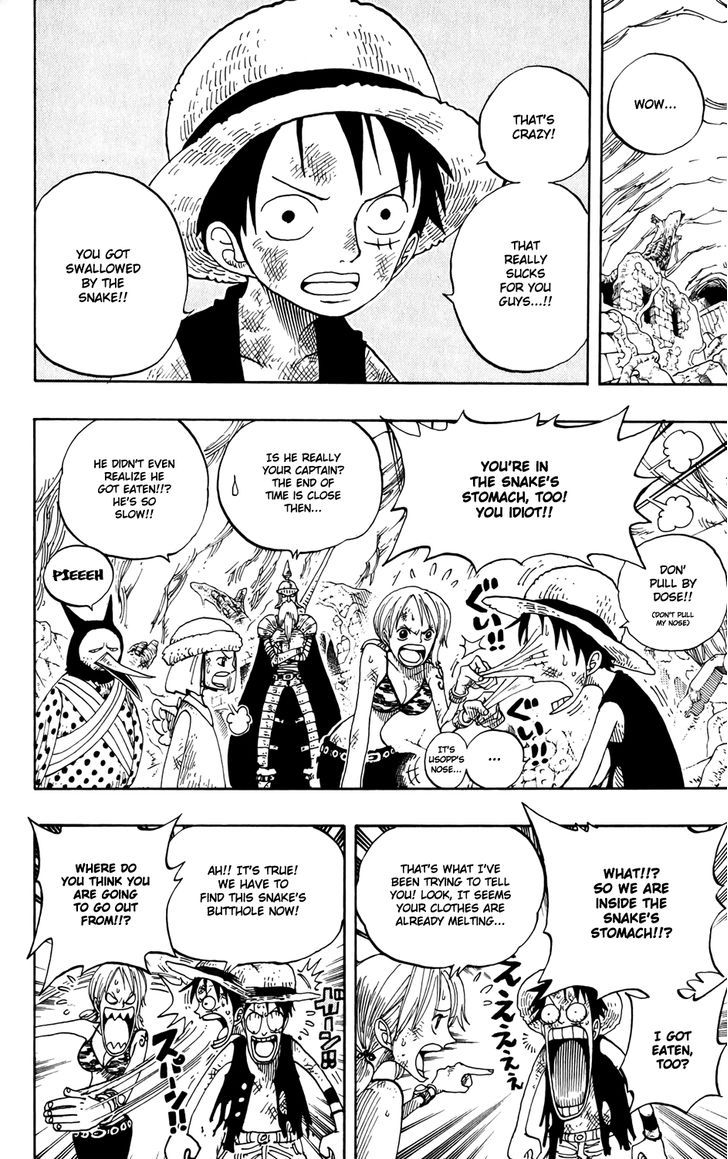 WOW...
THAT'S
CRAZY!
THAT
REALLY
SUCKS
FOR YOU
GUYS...!!
YOU GOT
SWALLOWED
BY THE
SNAKE!!
DON'
PULL BY
DOSE!!
(DON'T PULL
MY NOSE)
YOU'RE IN
THE SNAKE'S
STOMACH, TOO!
YOU IDIOT!!
ぐい!!
ぐい!!
...
IT'S
USOPP'S
NOSE...
IS HE REALLY
YOUR CAPTAIN?
THE END OF
TIME IS CLOSE
THEN...
HE DIDN'T EVEN
REALIZE HE
GOT EATEN!!?
HE'S SO
SLOW!!
PIEEEH
WHAT!!?
SO WE ARE
INSIDE THE
SNAKE'S
STOMACH!!?
I GOT
EATEN,
TOO?
えええええ
THAT'S WHAT I'VE
BEEN TRYING TO
TELL YOU! LOOK, IT SEEMS
YOUR CLOTHES ARE
ALREADY MELTING...
AH!! IT'S TRUE!
WE HAVE TO
FIND THIS SNAKE'S
BUTTHOLE NOW!
WHERE DO
YOU THINK YOU
ARE GOING
TO GO OUT
FROM!!?
スパーン!!